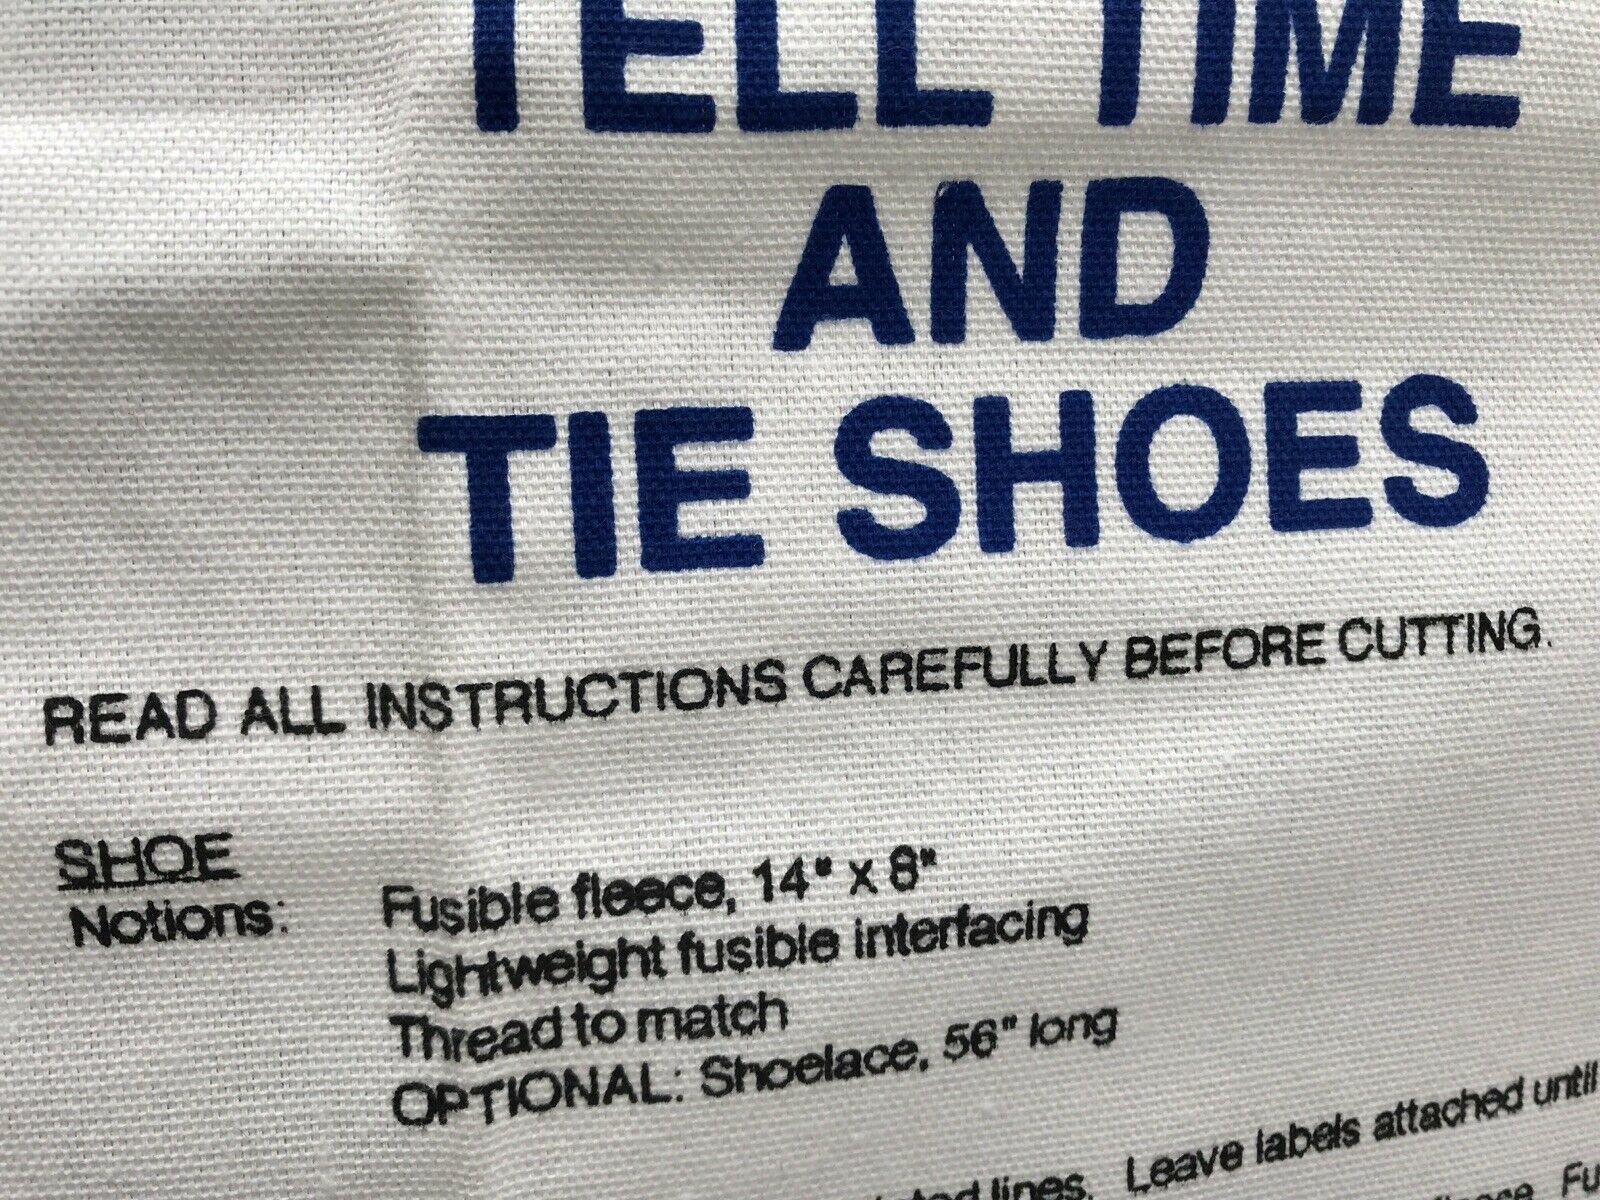 TELL TIME
AND
TIE SHOES
READ ALL INSTRUCTIONS CAREFULLY BEFORE CUTTING.
SHOE
Notions: Fusible fleece, 14" x 8"
Lightweight fusible interfacing
Thread to match
OPTIONAL: Shoelace, 56" long
lines. Leave labels attached until